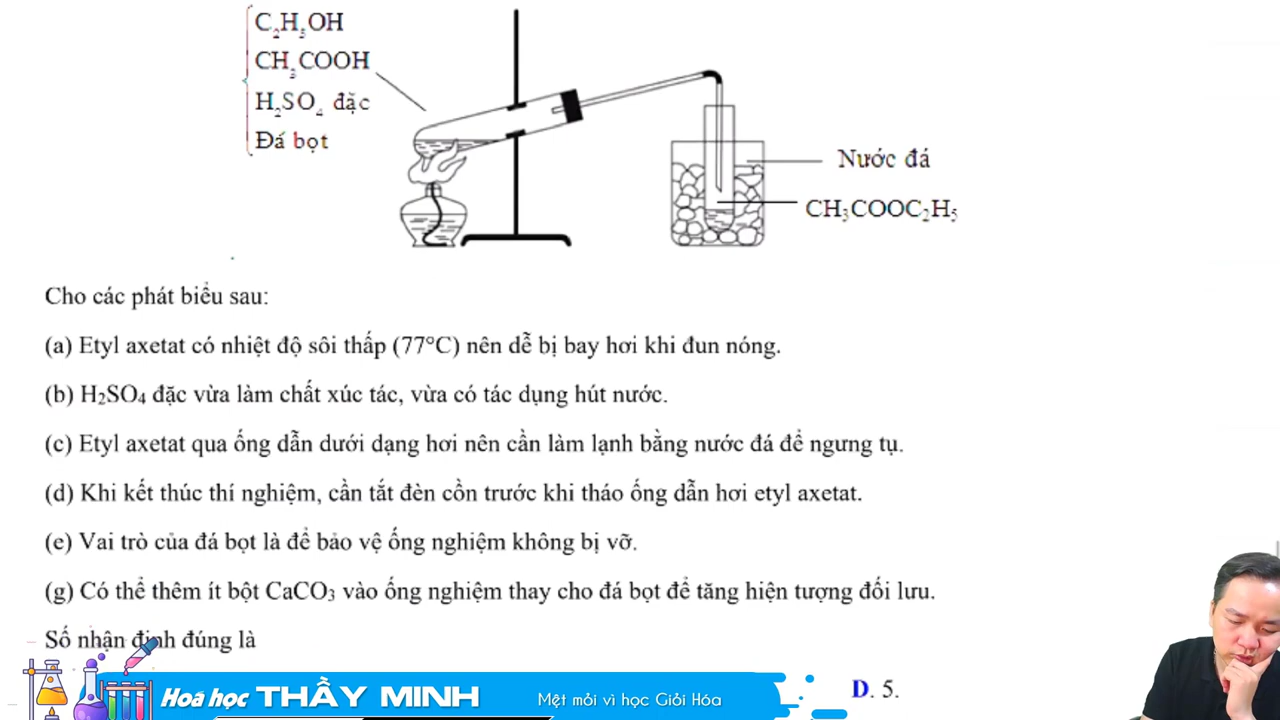 C₂H₅OH
CH₃COOH
H₂SO₄ đặc
Đá bọt
Nước đá
CH₃COOC₂H₅
Cho các phát biểu sau:
(a) Etyl axetat có nhiệt độ sôi thấp (77°C) nên dễ bị bay hơi khi đun nóng.
(b) H₂SO₄ đặc vừa làm chất xúc tác, vừa có tác dụng hút nước.
(c) Etyl axetat qua ống dẫn dưới dạng hơi nên cần làm lạnh bằng nước đá để ngưng tụ.
(d) Khi kết thúc thí nghiệm, cần tắt đèn cồn trước khi tháo ống dẫn hơi etyl axetat.
(e) Vai trò của đá bọt là để bảo vệ ống nghiệm không bị vỡ.
(g) Có thể thêm ít bột CaCO₃ vào ống nghiệm thay cho đá bọt để tăng hiện tượng đối lưu.
Số nhận định đúng là
D. 5.
Hoá học THẦY MINH
Mệt mỏi vì học Giỏi Hóa